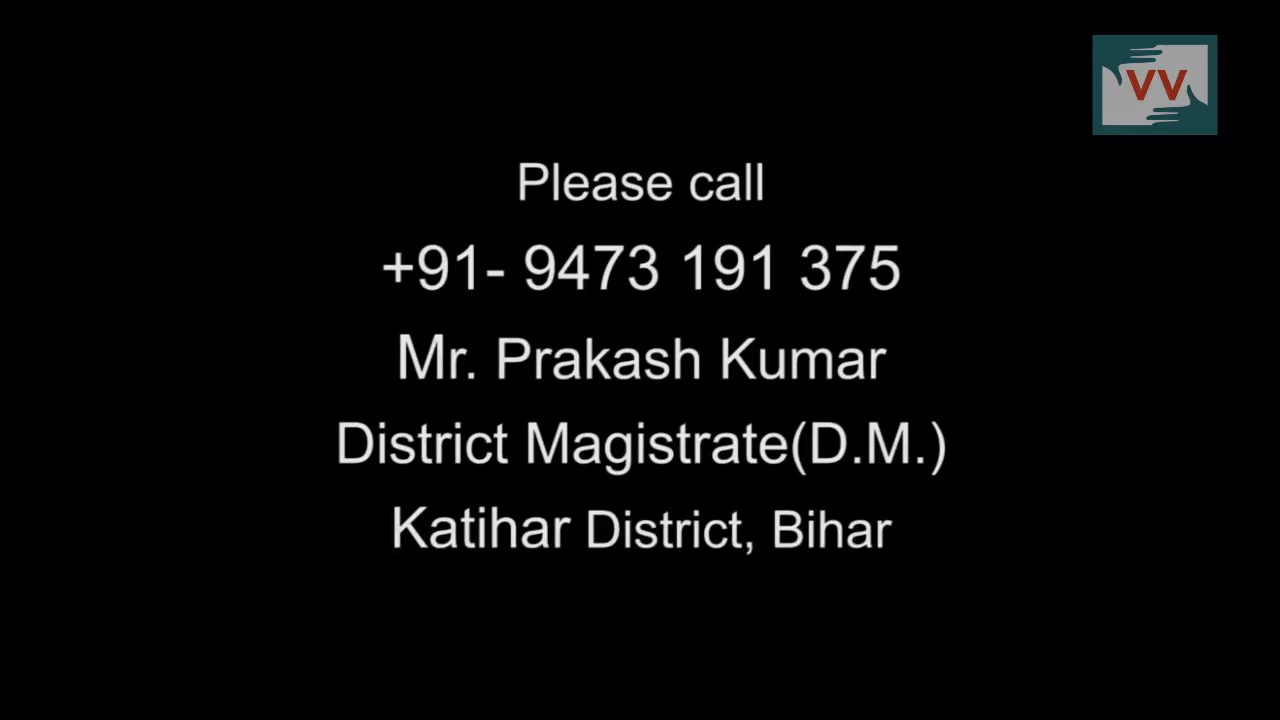 VV
Please call
+91- 9473 191 375
Mr. Prakash Kumar
District Magistrate(D.M.)
Katihar District, Bihar